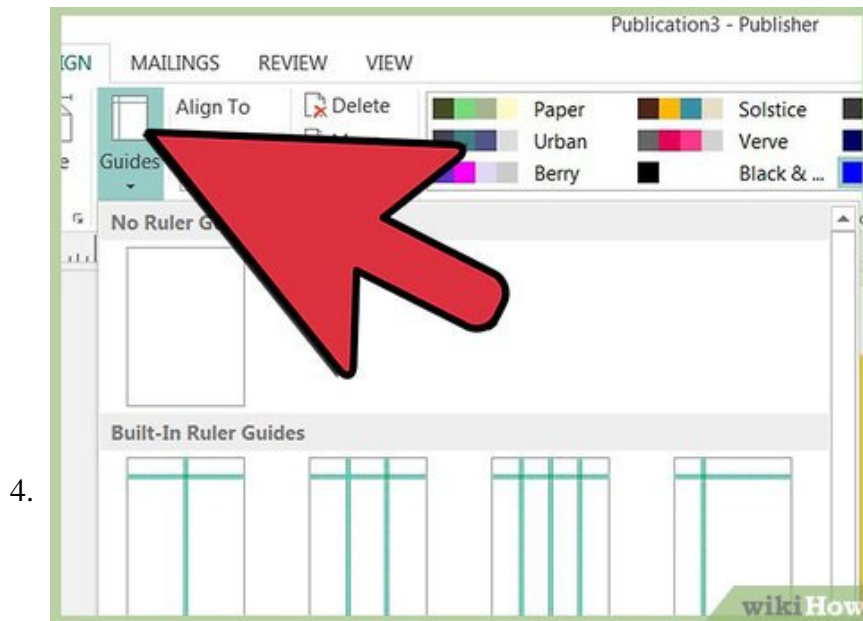 Publication3 - Publisher
IGN MAILINGS REVIEW VIEW
Align To Delete Paper Solstice
Guides Urban Verve
Berry Black & ...
No Ruler
Built-In Ruler Guides
4.
wikiHow